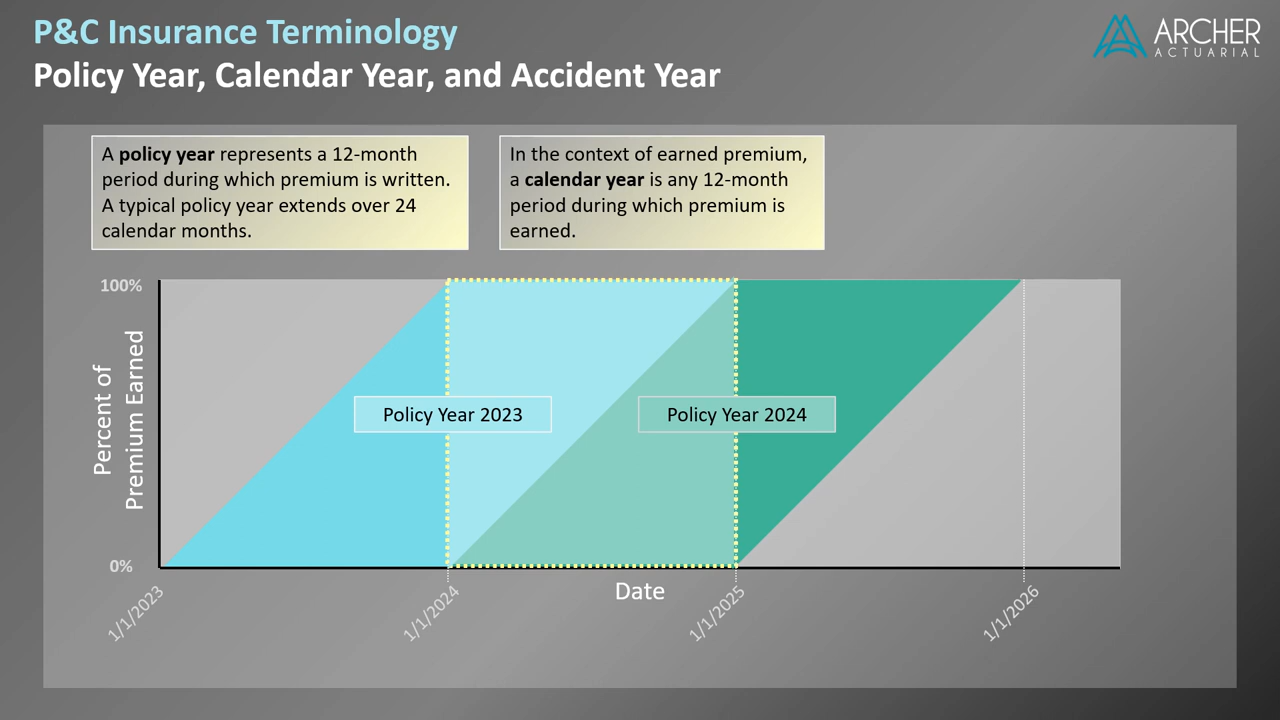 P&C Insurance Terminology
Policy Year, Calendar Year, and Accident Year
ARCHER
ACTUARIAL
A policy year represents a 12-month
period during which premium is written.
A typical policy year extends over 24
calendar months.
In the context of earned premium,
a calendar year is any 12-month
period during which premium is
earned.
100%
Percent of
Premium Earned
0%
Policy Year 2023
Policy Year 2024
Date
1/1/2023
1/1/2024
1/1/2025
1/1/2026